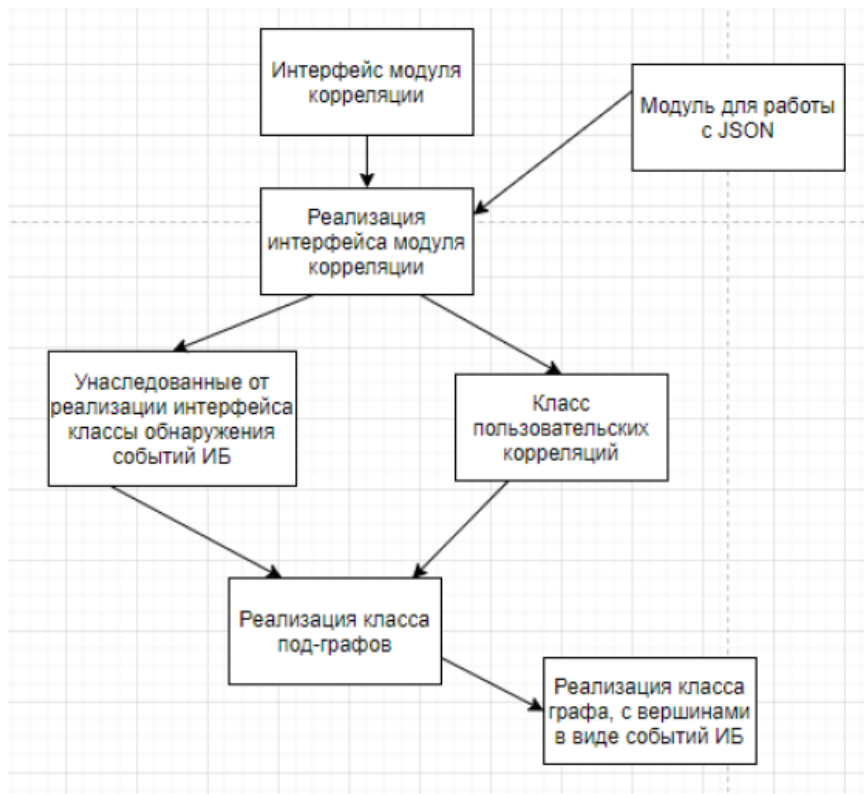 Интерфейс модуля
корреляции
Модуль для работы
с JSON
Реализация
интерфейса модуля
корреляции
Унаследованные от
реализации интерфейса
классы обнаружения
событий ИБ
Класс
пользовательских
корреляций
Реализация класса
под-графов
Реализация класса
графа, с вершинами
в виде событий ИБ